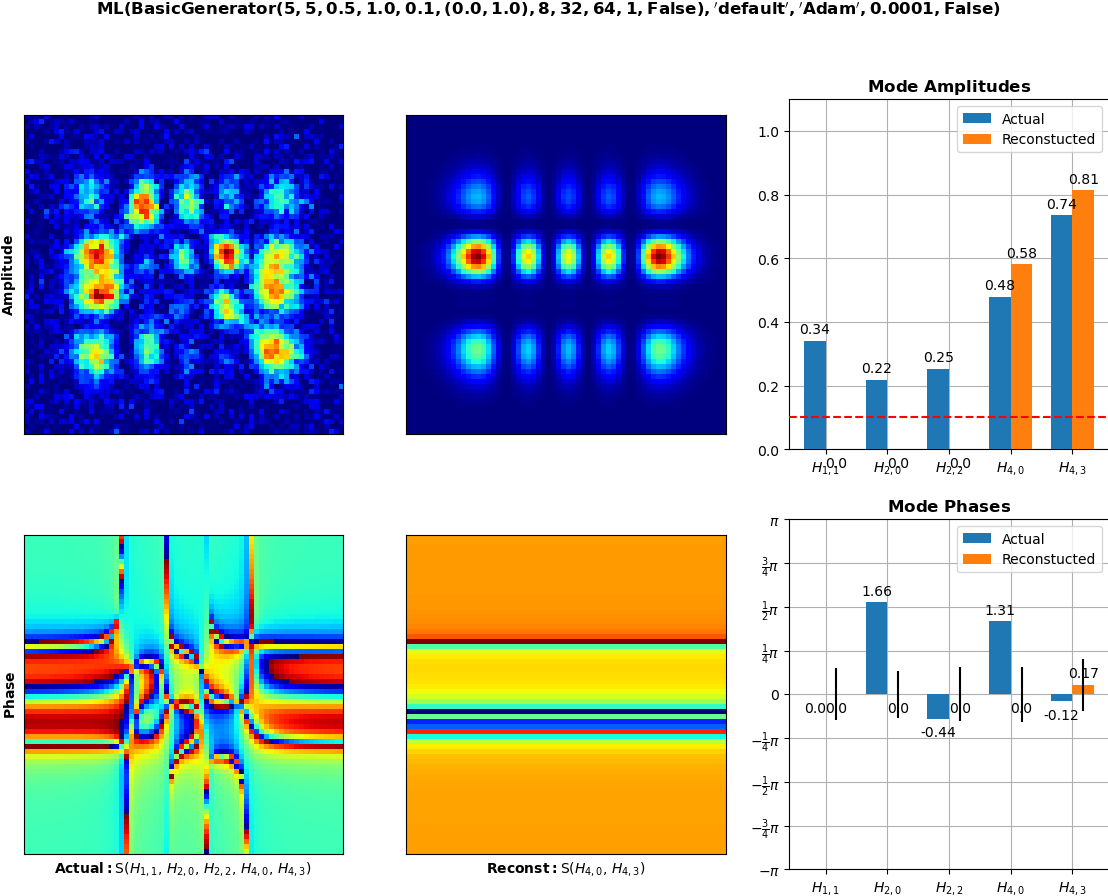 ML(BasicGenerator(5, 5, 0.5, 1.0, 0.1, (0.0, 1.0), 8, 32, 64, 1, False), 'default', 'Adam', 0.0001, False)
Amplitude
Mode Amplitudes
Actual
Reconstucted
1.0
0.8
0.6
0.4
0.2
0.0
0.34
0.22
0.25
0.48
0.74
0.0
0.0
0.0
0.58
0.81
H1,1
H2,0
H2,2
H4,0
H4,3
Phase
Actual: S(H1,1, H2,0, H2,2, H4,0, H4,3)
Reconst: S(H4,0, H4,3)
Mode Phases
Actual
Reconstucted
π
3/4π
1/2π
1/4π
0
−1/4π
−1/2π
−3/4π
−π
0.0
1.66
-0.44
1.31
-0.12
0.0
0.0
0.0
0.0
0.17
H1,1
H2,0
H2,2
H4,0
H4,3